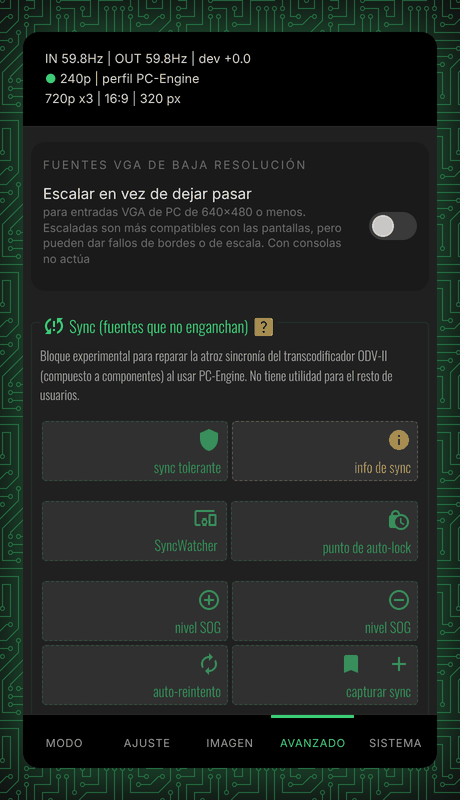 IN 59.8Hz | OUT 59.8Hz | dev +0.0
240p | perfil PC-Engine
720p x3 | 16:9 | 320 px
FUENTES VGA DE BAJA RESOLUCIÓN
Escalar en vez de dejar pasar
para entradas VGA de PC de 640×480 o menos.
Escaladas son más compatibles con las pantallas, pero
pueden dar fallos de bordes o de escala. Con consolas
no actúa
Sync (fuentes que no enganchan) ?
Bloque experimental para reparar la atroz sincronía del transcodificador ODV-II
(compuesto a componentes) al usar PC-Engine. No tiene utilidad para el resto de
usuarios.
sync tolerante
info de sync
SyncWatcher
punto de auto-lock
nivel SOG
nivel SOG
auto-reintento
capturar sync
MODO AJUSTE IMAGEN AVANZADO SISTEMA